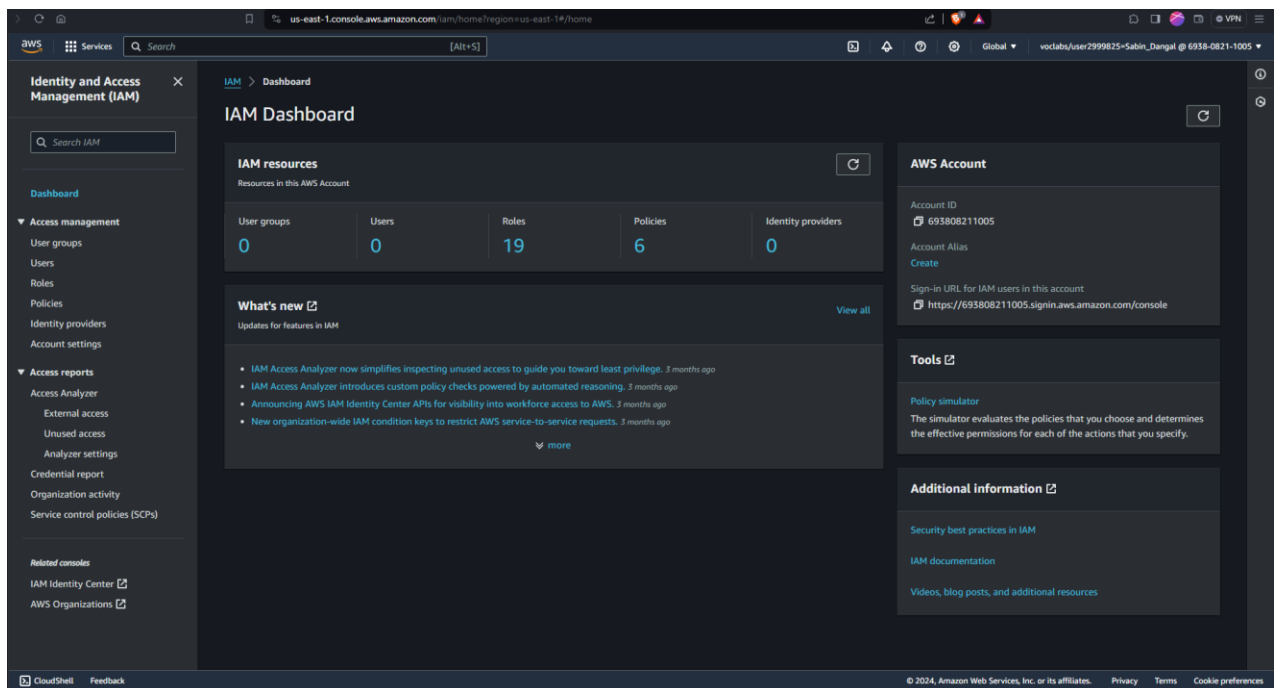 us-east-1.console.aws.amazon.com/iam/home?region=us-east-1#/home
VPN
aws
Services
Search
[Alt+S]
Global
voclabs/user2999825=Sabin_Dangal @ 6938-0821-1005
Identity and Access
Management (IAM)
Search IAM
Dashboard
Access management
User groups
Users
Roles
Policies
Identity providers
Account settings
Access reports
Access Analyzer
External access
Unused access
Analyzer settings
Credential report
Organization activity
Service control policies (SCPs)
Related consoles
IAM Identity Center
AWS Organizations
IAM > Dashboard
IAM Dashboard
IAM resources
Resources in this AWS Account
User groups
0
Users
0
Roles
19
Policies
6
Identity providers
0
What's new
View all
Updates for features in IAM
• IAM Access Analyzer now simplifies inspecting unused access to guide you toward least privilege. 3 months ago
• IAM Access Analyzer introduces custom policy checks powered by automated reasoning. 3 months ago
• Announcing AWS IAM Identity Center APIs for visibility into workforce access to AWS. 3 months ago
• New organization-wide IAM condition keys to restrict AWS service-to-service requests. 3 months ago
more
AWS Account
Account ID
693808211005
Account Alias
Create
Sign-in URL for IAM users in this account
https://693808211005.signin.aws.amazon.com/console
Tools
Policy simulator
The simulator evaluates the policies that you choose and determines
the effective permissions for each of the actions that you specify.
Additional information
Security best practices in IAM
IAM documentation
Videos, blog posts, and additional resources
CloudShell
Feedback
© 2024, Amazon Web Services, Inc. or its affiliates.
Privacy
Terms
Cookie preferences